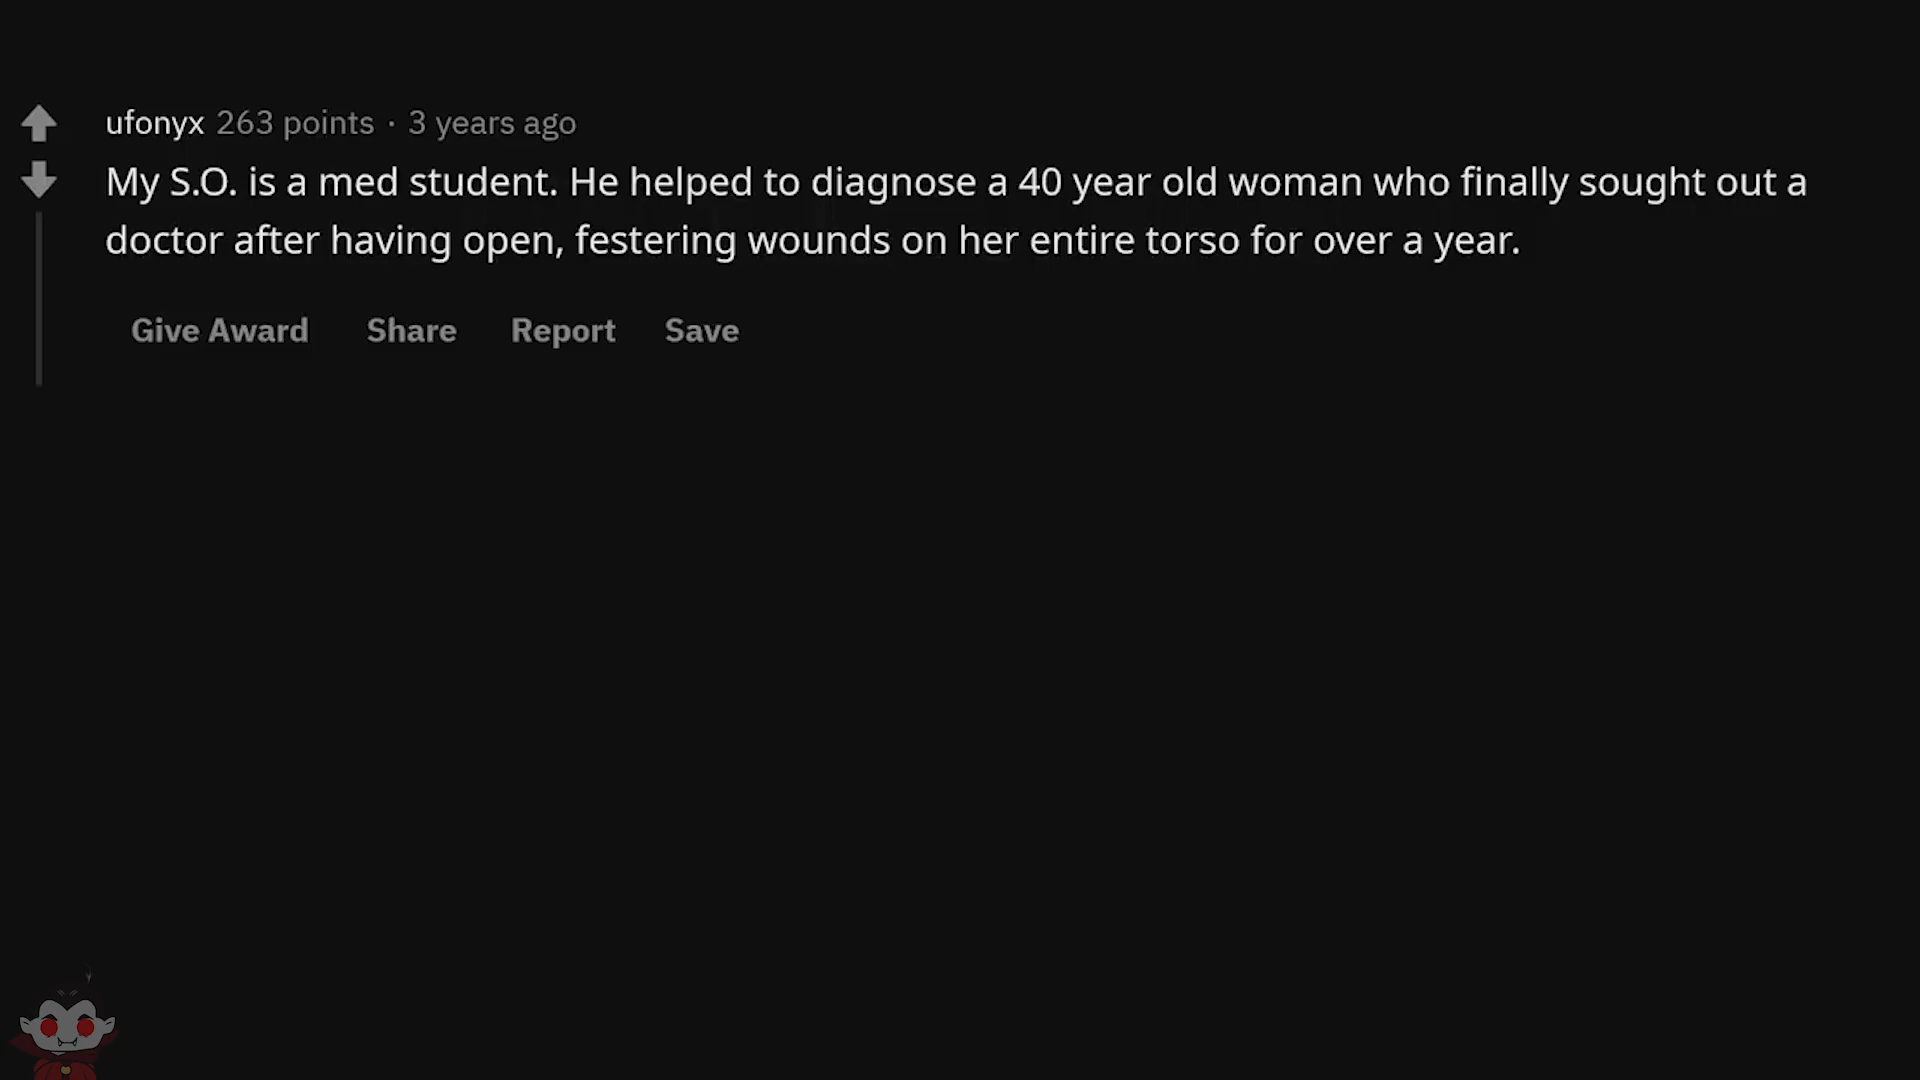 ufonyx 263 points · 3 years ago
My S.O. is a med student. He helped to diagnose a 40 year old woman who finally sought out a
doctor after having open, festering wounds on her entire torso for over a year.
Give Award Share Report Save